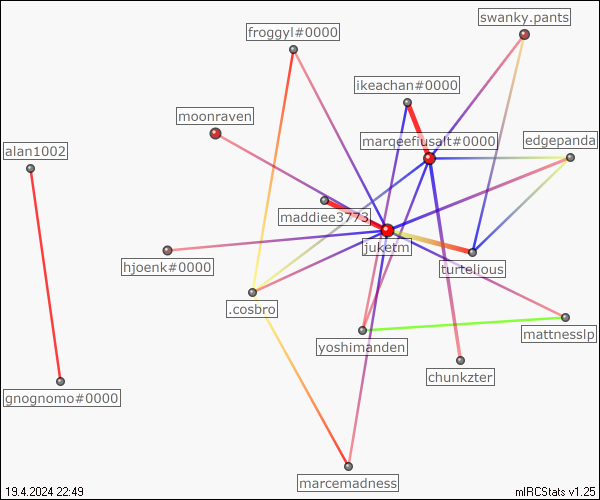 swanky.pants
froggyl#0000
ikeachan#0000
moonraven
marqeefiusalt#0000
edgepanda
alan1002
maddiee3773
jukerm
hjoenk#0000
turtelious
.cosbro
mattnesslp
yoshimanden
chunkzter
gnognomo#0000
marcemadness
19.4.2024 22:49
mIRCStats v1.25